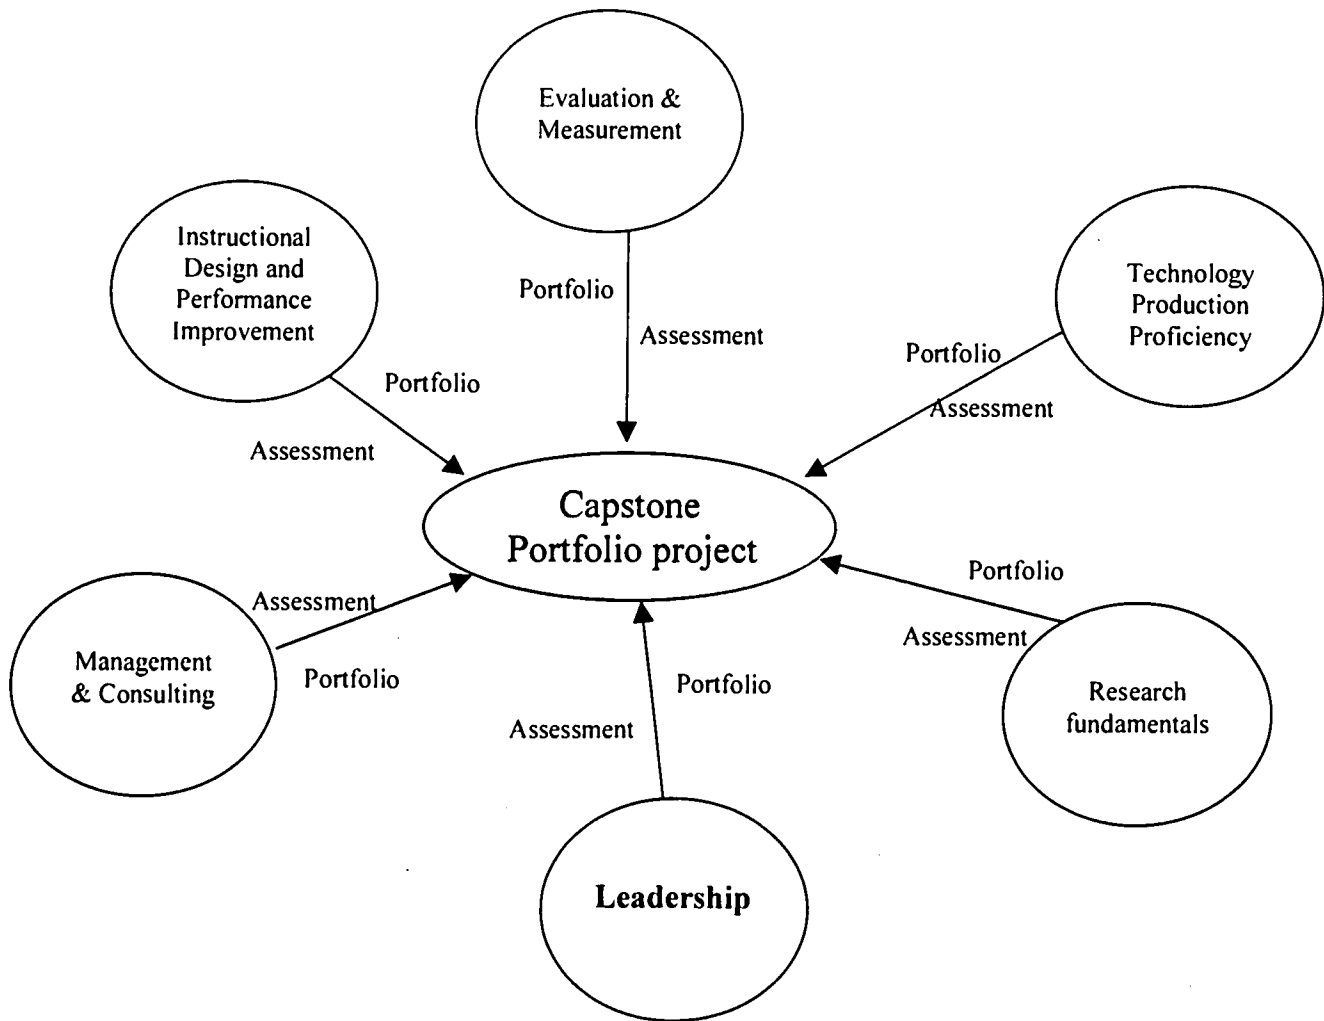 Evaluation &
Measurement
Instructional
Design and
Performance
Improvement
Technology
Production
Proficiency
Portfolio
Assessment
Portfolio
Assessment
Portfolio
Assessment
Capstone
Portfolio project
Assessment
Portfolio
Management
& Consulting
Portfolio
Assessment
Portfolio
Assessment
Research
fundamentals
Leadership